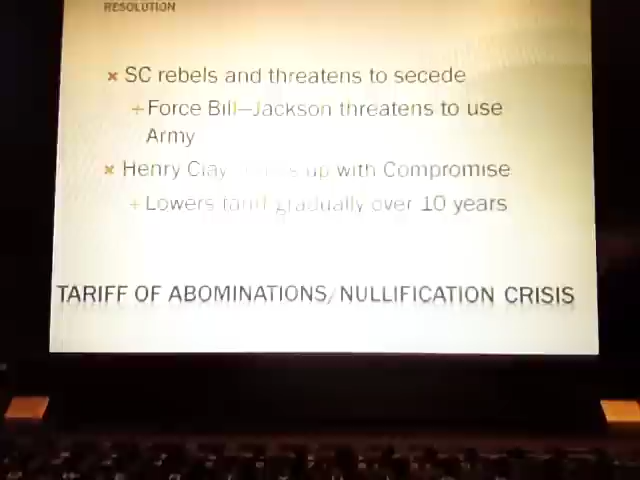 RESOLUTION
× SC rebels and threatens to secede
+ Force Bill—Jackson threatens to use
Army
× Henry Clay up with Compromise
+ Lowers tariff gradually over 10 years
TARIFF OF ABOMINATIONS/NULLIFICATION CRISIS